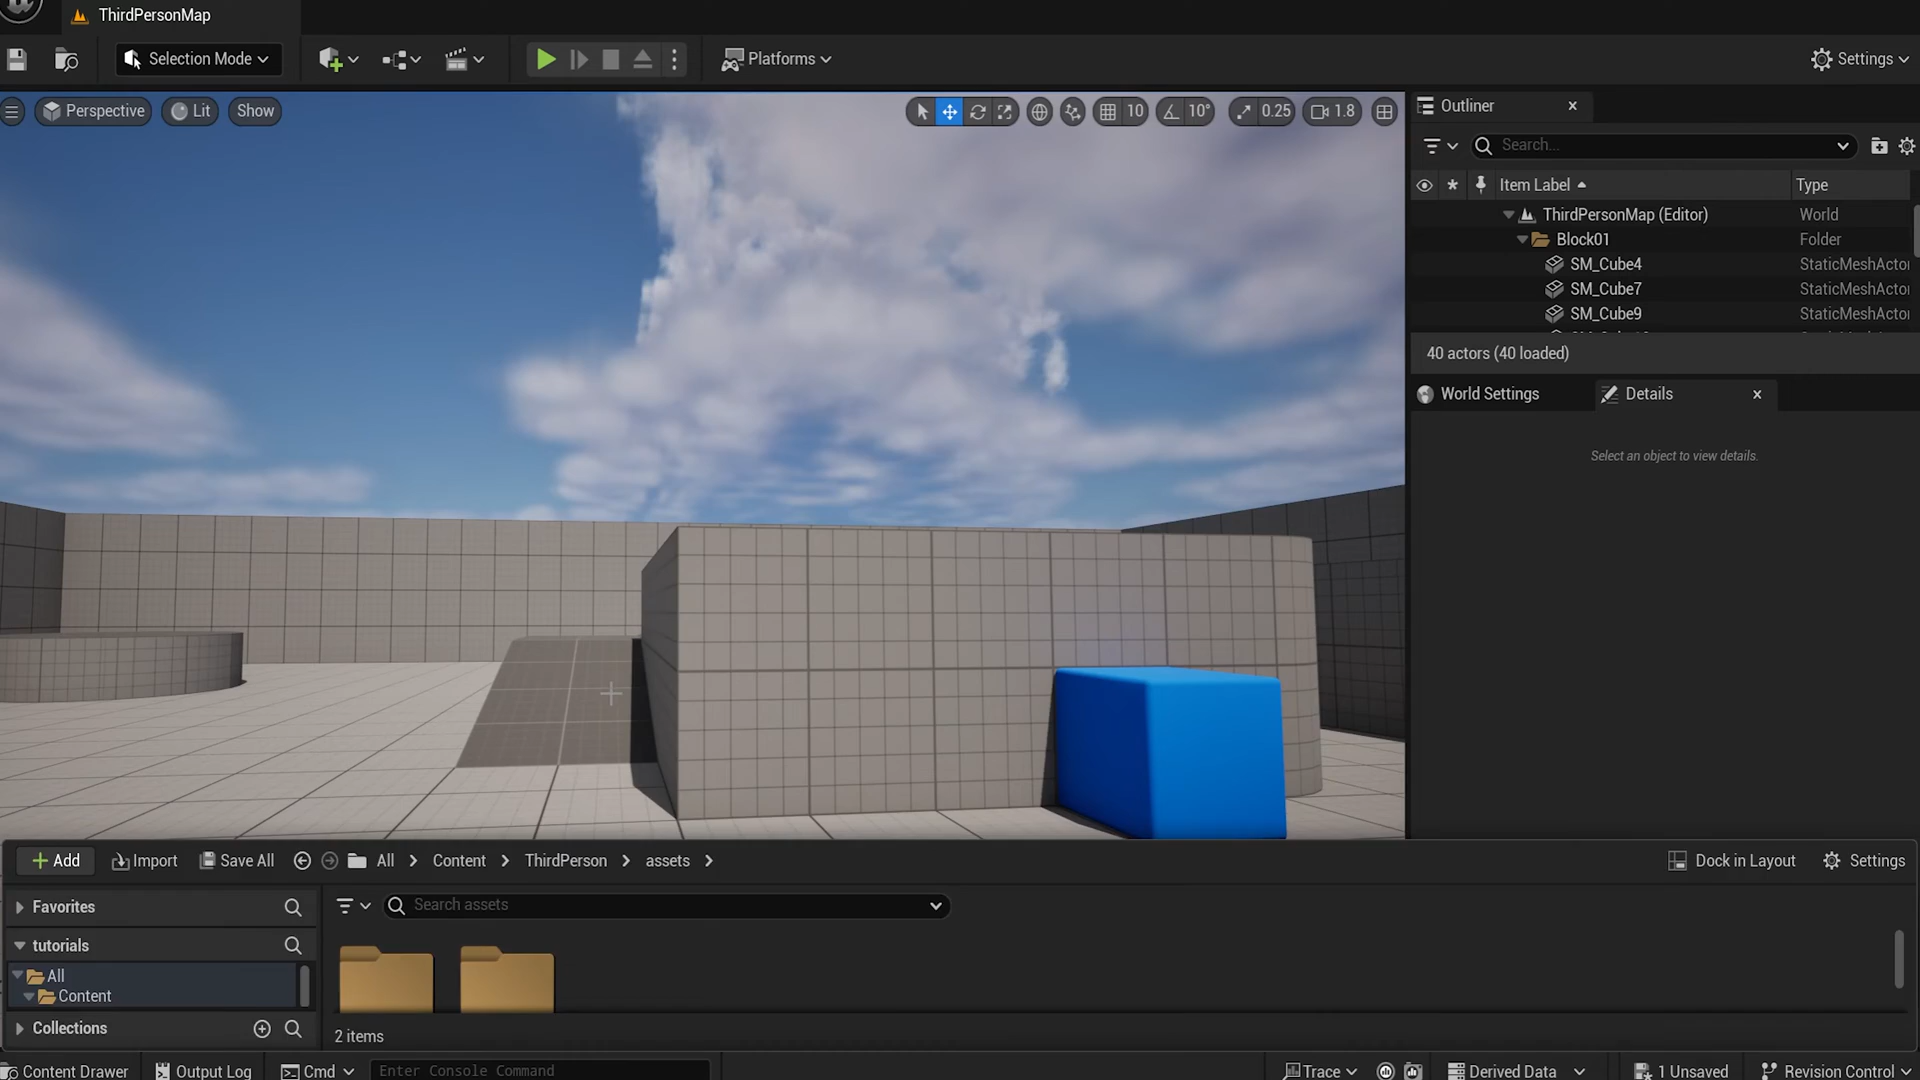 ThirdPersonMap
Selection Mode
Platforms
Settings
Perspective
Lit
Show
10
10°
0.25
1.8
Outliner
Search...
Item Label
Type
ThirdPersonMap (Editor)
World
Block01
Folder
SM_Cube4
StaticMeshActo
SM_Cube7
StaticMeshActo
SM_Cube9
StaticMeshActo
40 actors (40 loaded)
World Settings
Details
Select an object to view details.
Add
Import
Save All
All
Content
ThirdPerson
assets
Dock in Layout
Settings
Favorites
Search assets
tutorials
All
Content
Collections
2 items
Content Drawer
Output Log
Cmd
Enter Console Command
Trace
Derived Data
1 Unsaved
Revision Control